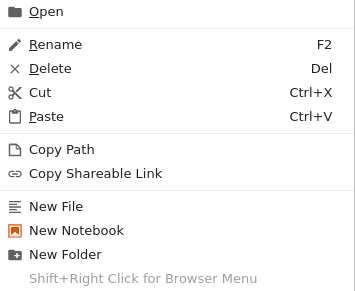 Open
Rename F2
Delete Del
Cut Ctrl+X
Paste Ctrl+V
Copy Path
Copy Shareable Link
New File
New Notebook
New Folder
Shift+Right Click for Browser Menu